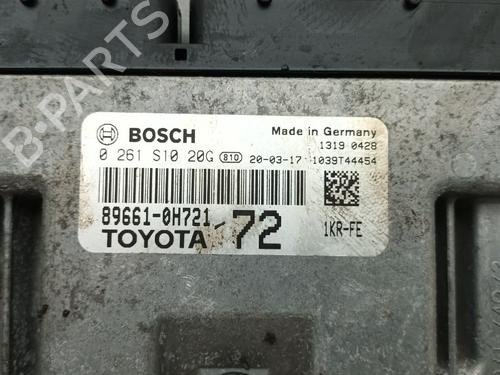 BOSCH
Made in Germany
1319 0428
0 261 S10 20G 810 20-03-17 1039T44454
89661-0H721
72
TOYOTA
1KR-FE
B-PARTS